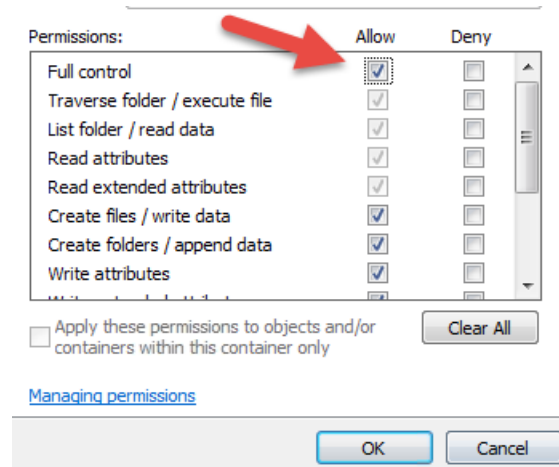 Permissions: Allow Deny
Full control
Traverse folder / execute file
List folder / read data
Read attributes
Read extended attributes
Create files / write data
Create folders / append data
Write attributes
Apply these permissions to objects and/or
containers within this container only
Clear All
Managing permissions
OK Cancel